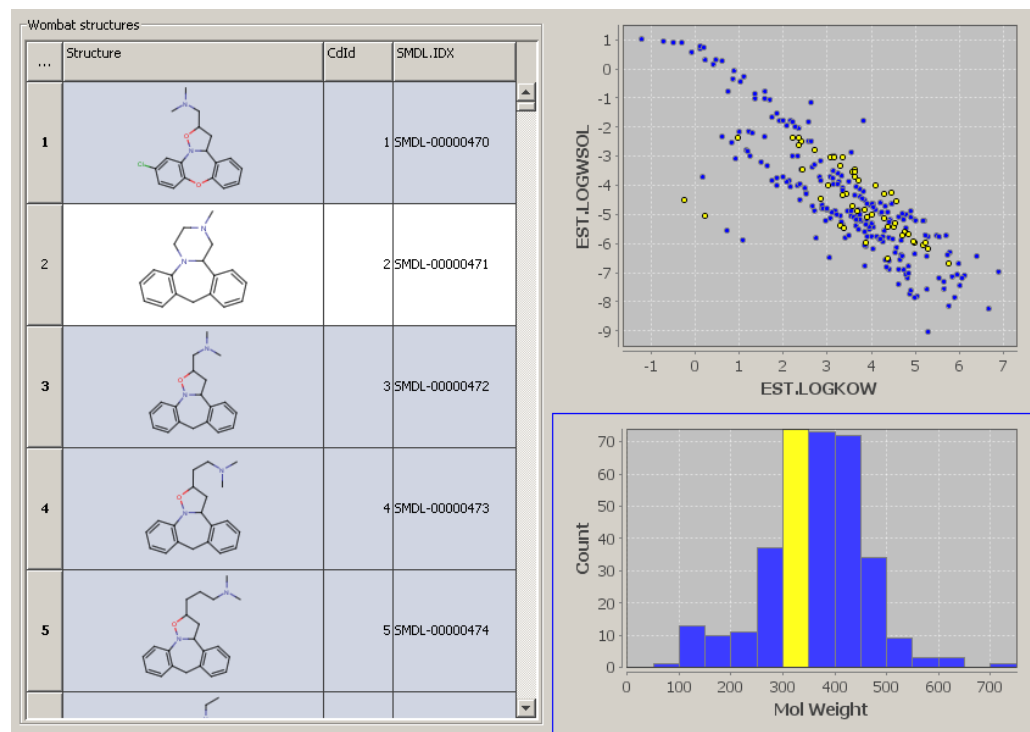 Wombat structures
... Structure CdId SMDL.IDX
N
O
N
Cl
O
1 1 SMDL-00000470
N
N
2 2 SMDL-00000471
N
O
N
3 3 SMDL-00000472
N
O
N
4 4 SMDL-00000473
N
O
N
5 5 SMDL-00000474
1
0
-1
-2
-3
-4
-5
-6
-7
-8
-9
EST.LOGWSOL
-1 0 1 2 3 4 5 6 7
EST.LOGKOW
70
60
50
40
30
20
10
0
Count
0 100 200 300 400 500 600 700
Mol Weight